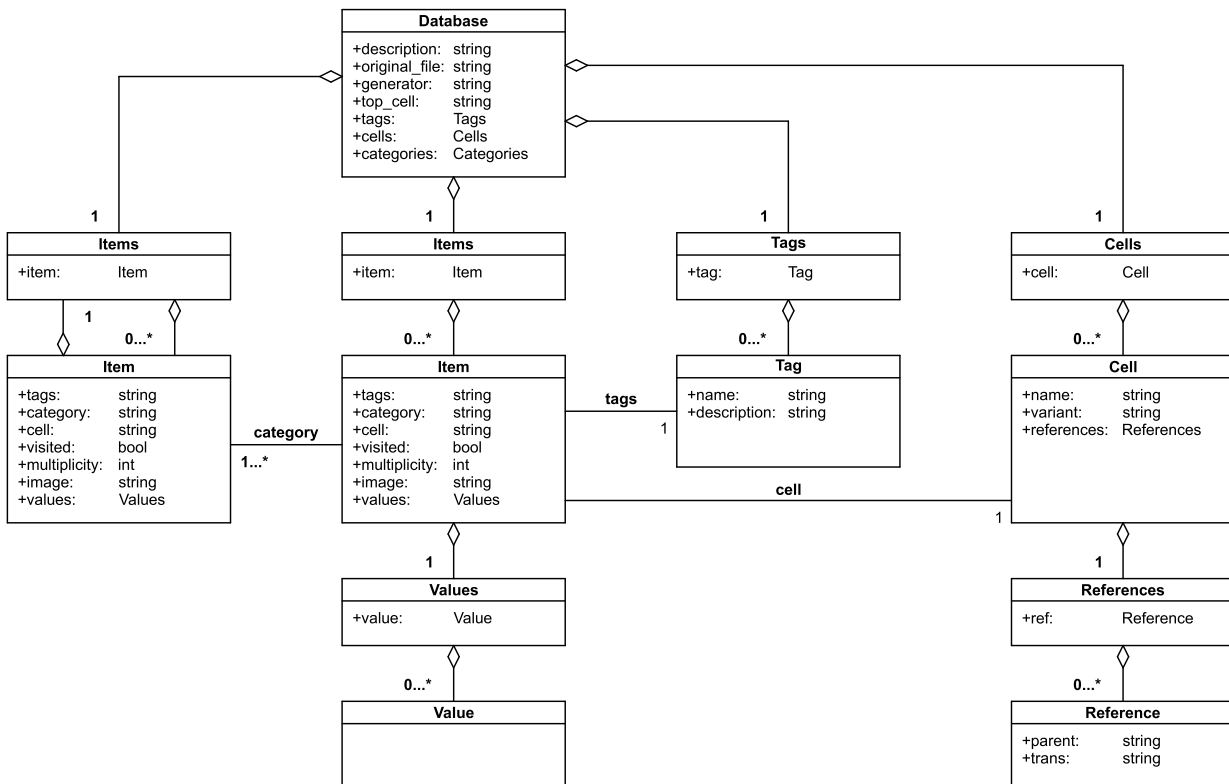 Database
+description: string
+original_file: string
+generator: string
+top_cell: string
+tags: Tags
+cells: Cells
+categories: Categories
1
1
1
1
Items
+item: Item
Items
+item: Item
Tags
+tag: Tag
Cells
+cell: Cell
1
0...*
0...*
0...*
0...*
Item
+tags: string
+category: string
+cell: string
+visited: bool
+multiplicity: int
+image: string
+values: Values
category
1...*
Item
+tags: string
+category: string
+cell: string
+visited: bool
+multiplicity: int
+image: string
+values: Values
tags
1
Tag
+name: string
+description: string
cell
1
Cell
+name: string
+variant: string
+references: References
1
1
Values
+value: Value
References
+ref: Reference
0...*
0...*
Value
Reference
+parent: string
+trans: string